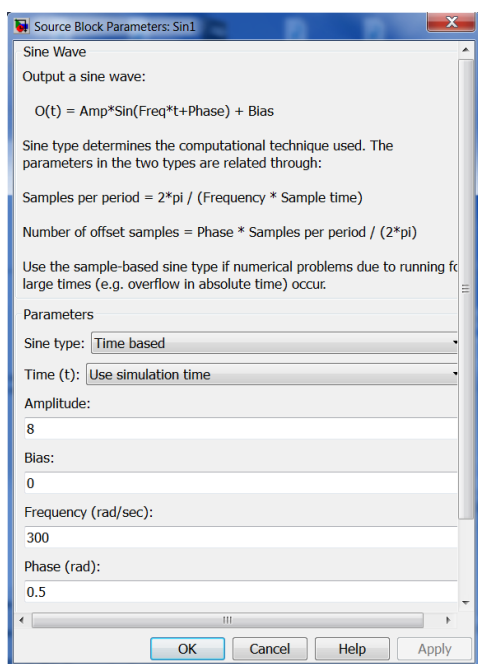 Source Block Parameters: Sin1
Sine Wave
Output a sine wave:
O(t) = Amp*Sin(Freq*t+Phase) + Bias
Sine type determines the computational technique used. The
parameters in the two types are related through:
Samples per period = 2*pi / (Frequency * Sample time)
Number of offset samples = Phase * Samples per period / (2*pi)
Use the sample-based sine type if numerical problems due to running fo
large times (e.g. overflow in absolute time) occur.
Parameters
Sine type: Time based
Time (t): Use simulation time
Amplitude:
8
Bias:
0
Frequency (rad/sec):
300
Phase (rad):
0.5
OK Cancel Help Apply